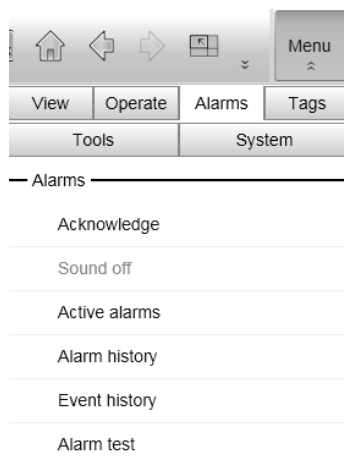 Menu
View Operate Alarms Tags
Tools System
Alarms
Acknowledge
Sound off
Active alarms
Alarm history
Event history
Alarm test